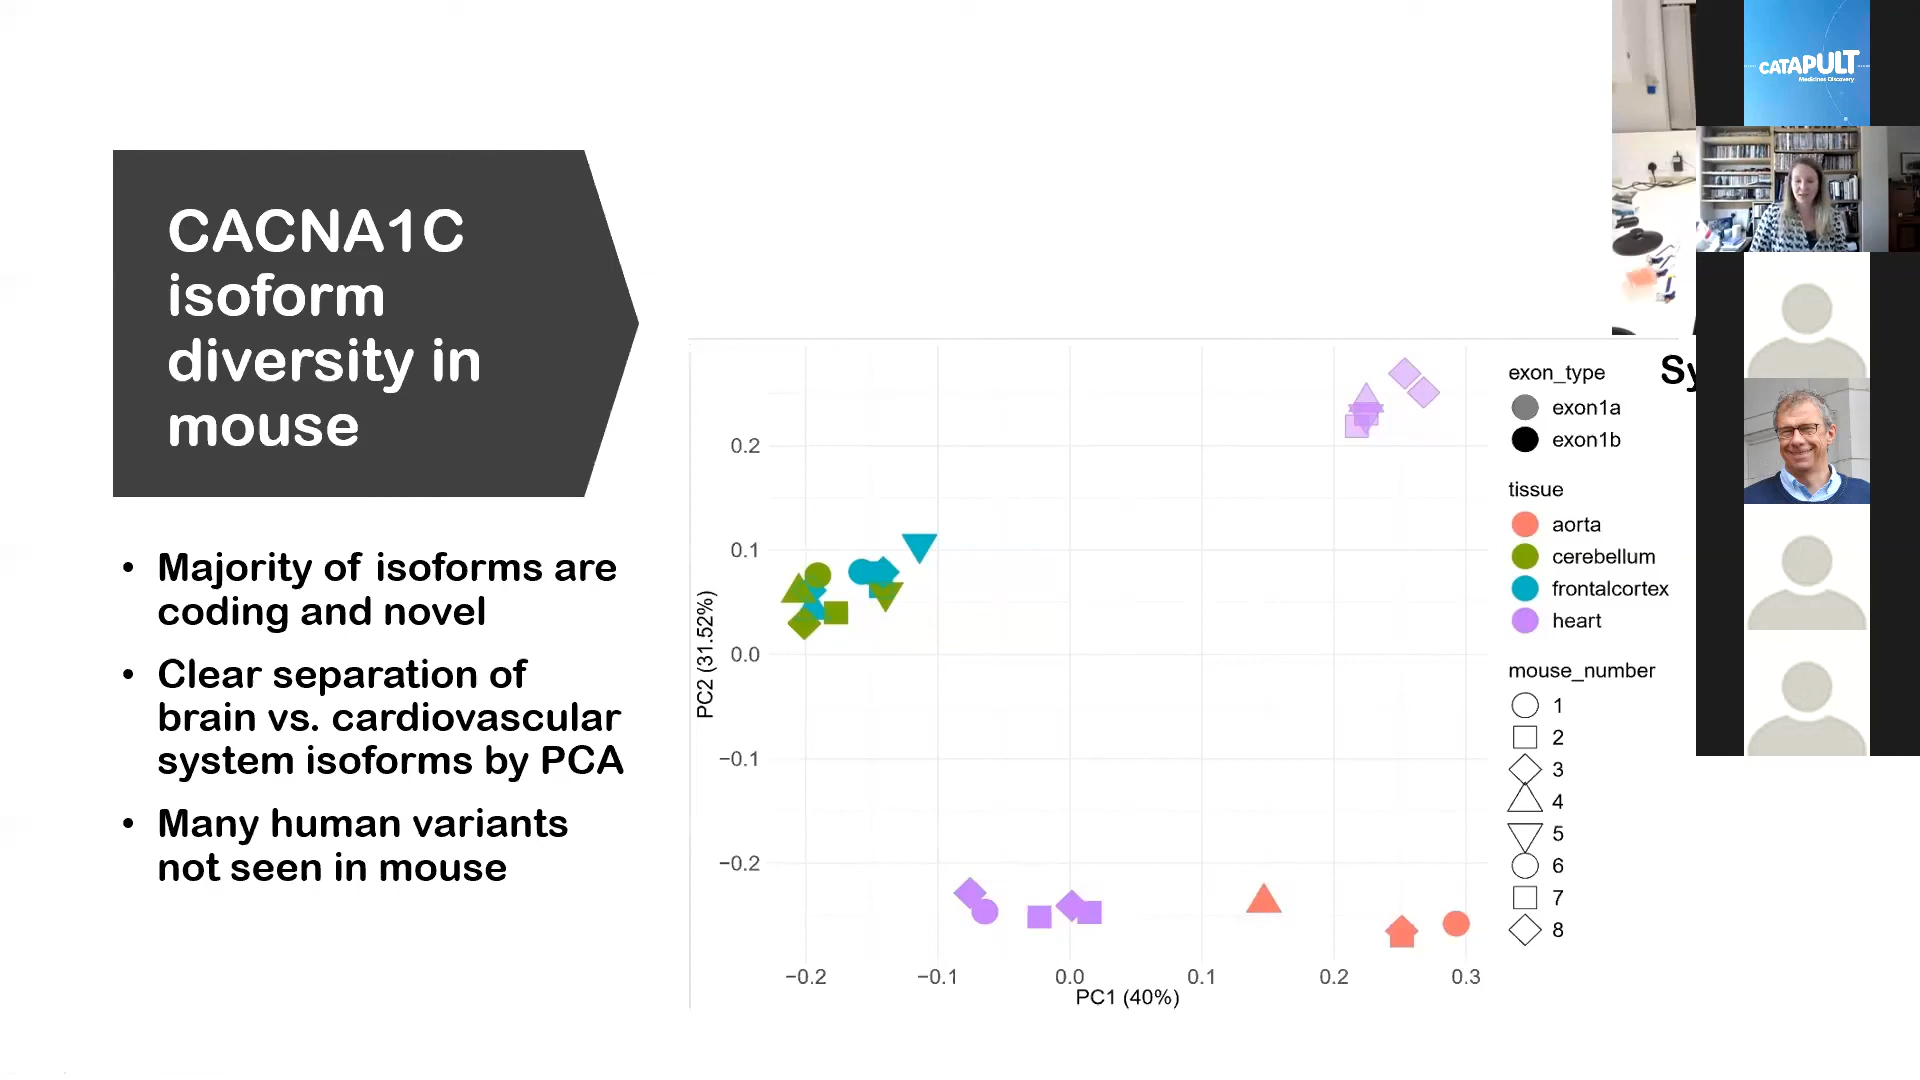 CACNA1C
isoform
diversity in
mouse
• Majority of isoforms are
coding and novel
• Clear separation of
brain vs. cardiovascular
system isoforms by PCA
• Many human variants
not seen in mouse
PC2 (31.52%)
0.2
0.1
0.0
−0.1
−0.2
−0.2
−0.1
0.0
0.1
0.2
0.3
PC1 (40%)
exon_type
exon1a
exon1b
tissue
aorta
cerebellum
frontalcortex
heart
mouse_number
1
2
3
4
5
6
7
8
Sy
CATAPULT
Medicines Discovery